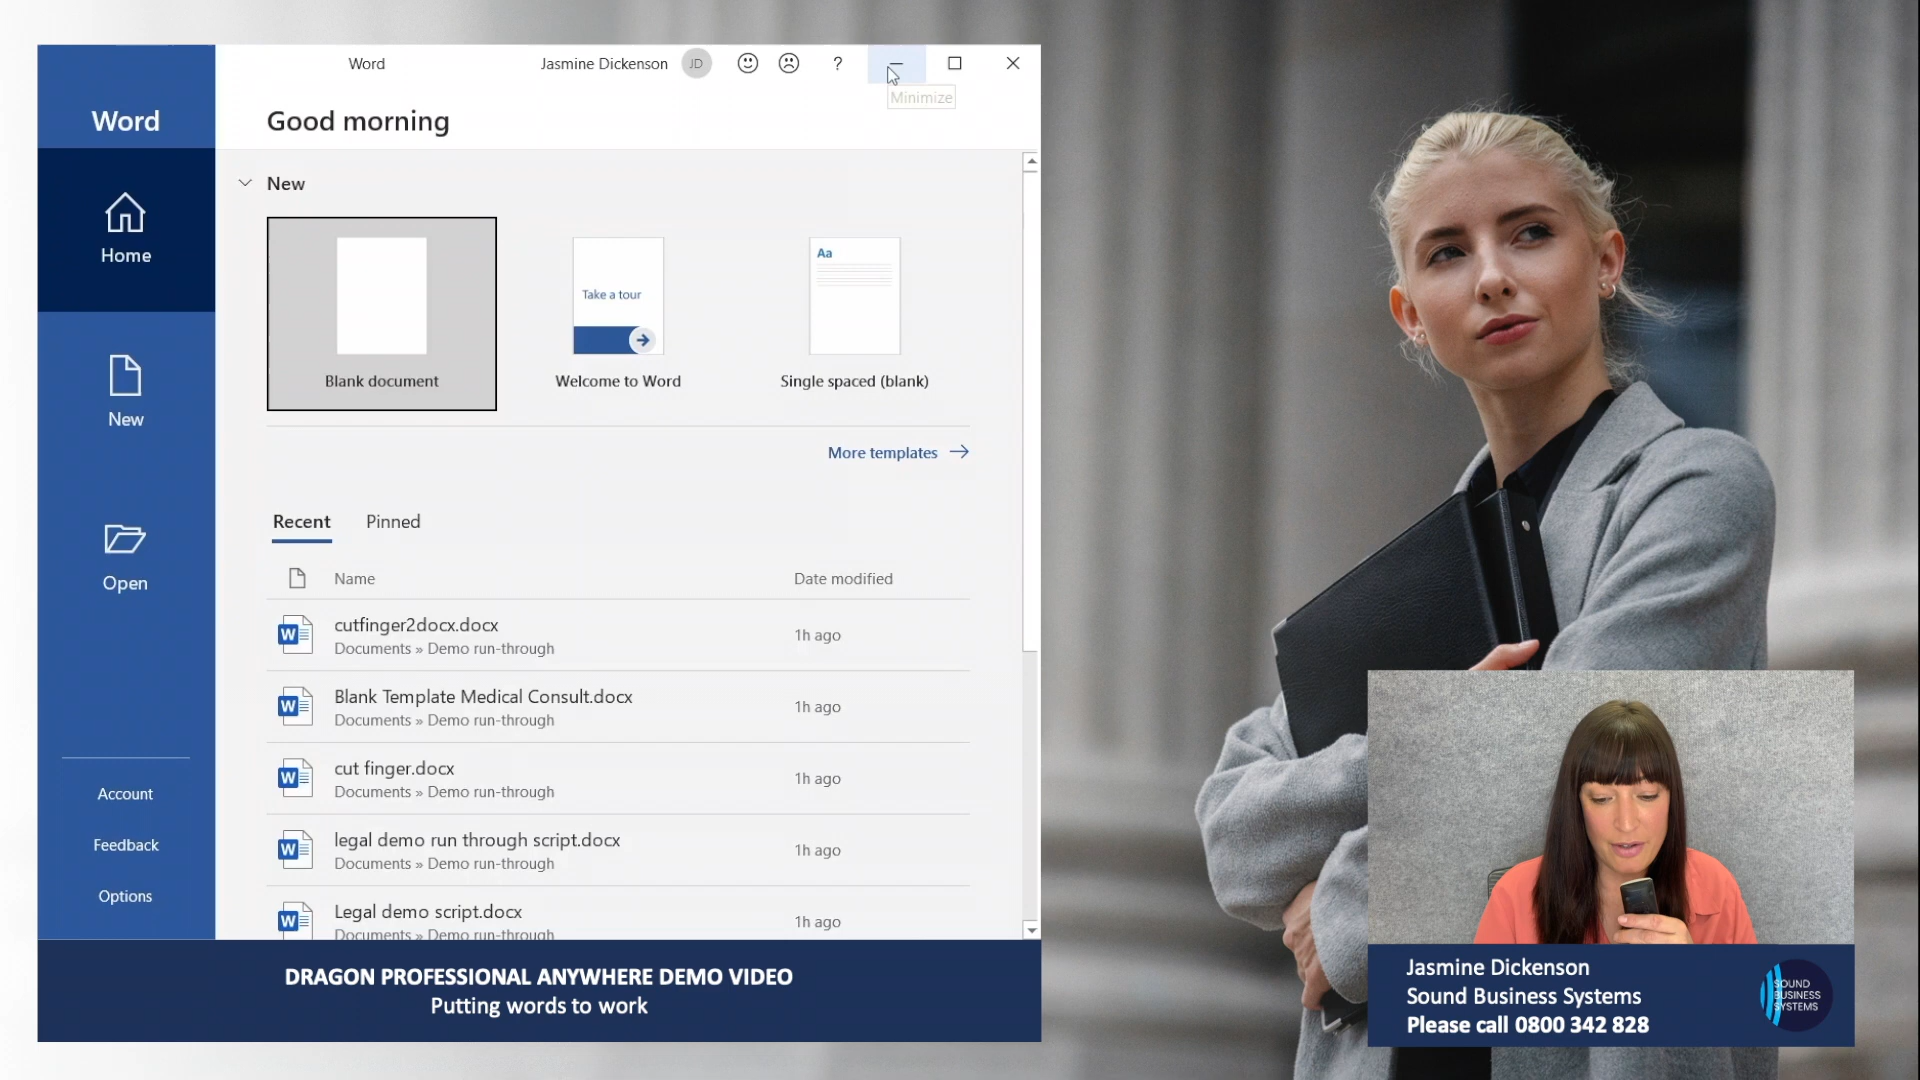 Word
Jasmine Dickenson
JD
?
Minimize
Word
Good morning
Home
New
Open
Account
Feedback
Options
New
Blank document
Take a tour
Welcome to Word
Aa
Single spaced (blank)
More templates
Recent
Pinned
Name
Date modified
W
cutfinger2docx.docx
1h ago
Documents » Demo run-through
W
Blank Template Medical Consult.docx
1h ago
Documents » Demo run-through
W
cut finger.docx
1h ago
Documents » Demo run-through
W
legal demo run through script.docx
1h ago
Documents » Demo run-through
W
Legal demo script.docx
1h ago
Documents » Demo run-through
DRAGON PROFESSIONAL ANYWHERE DEMO VIDEO
Putting words to work
Jasmine Dickenson
Sound Business Systems
Please call 0800 342 828
SOUND
BUSINESS
SYSTEMS